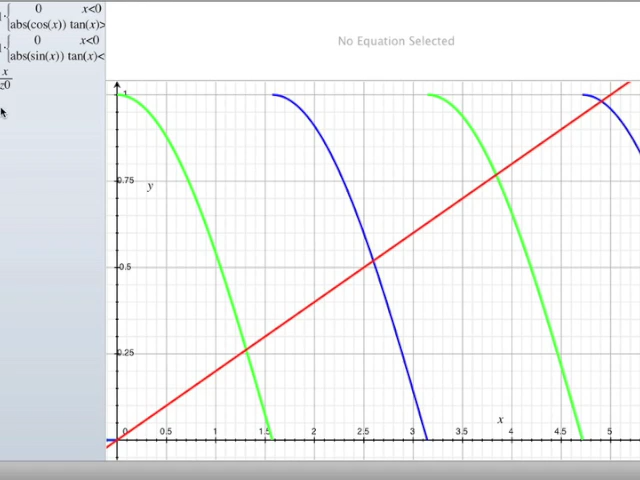 0 x<0
abs(cos(x)) tan(x)>
0 x<0
abs(sin(x)) tan(x)<
x
z0
No Equation Selected
1
0.75
y
0.5
0.25
x
0 0.5 1 1.5 2 2.5 3 3.5 4 4.5 5